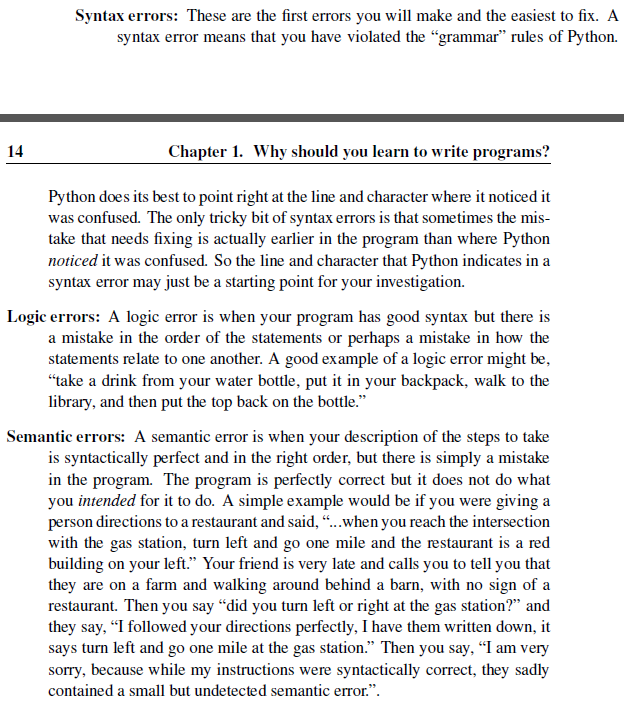 Syntax errors: These are the first errors you will make and the easiest to fix. A
syntax error means that you have violated the “grammar” rules of Python.
14 Chapter 1. Why should you learn to write programs?
Python does its best to point right at the line and character where it noticed it
was confused. The only tricky bit of syntax errors is that sometimes the mis-
take that needs fixing is actually earlier in the program than where Python
noticed it was confused. So the line and character that Python indicates in a
syntax error may just be a starting point for your investigation.
Logic errors: A logic error is when your program has good syntax but there is
a mistake in the order of the statements or perhaps a mistake in how the
statements relate to one another. A good example of a logic error might be,
“take a drink from your water bottle, put it in your backpack, walk to the
library, and then put the top back on the bottle.”
Semantic errors: A semantic error is when your description of the steps to take
is syntactically perfect and in the right order, but there is simply a mistake
in the program. The program is perfectly correct but it does not do what
you intended for it to do. A simple example would be if you were giving a
person directions to a restaurant and said, “...when you reach the intersection
with the gas station, turn left and go one mile and the restaurant is a red
building on your left.” Your friend is very late and calls you to tell you that
they are on a farm and walking around behind a barn, with no sign of a
restaurant. Then you say “did you turn left or right at the gas station?” and
they say, “I followed your directions perfectly, I have them written down, it
says turn left and go one mile at the gas station.” Then you say, “I am very
sorry, because while my instructions were syntactically correct, they sadly
contained a small but undetected semantic error.”.